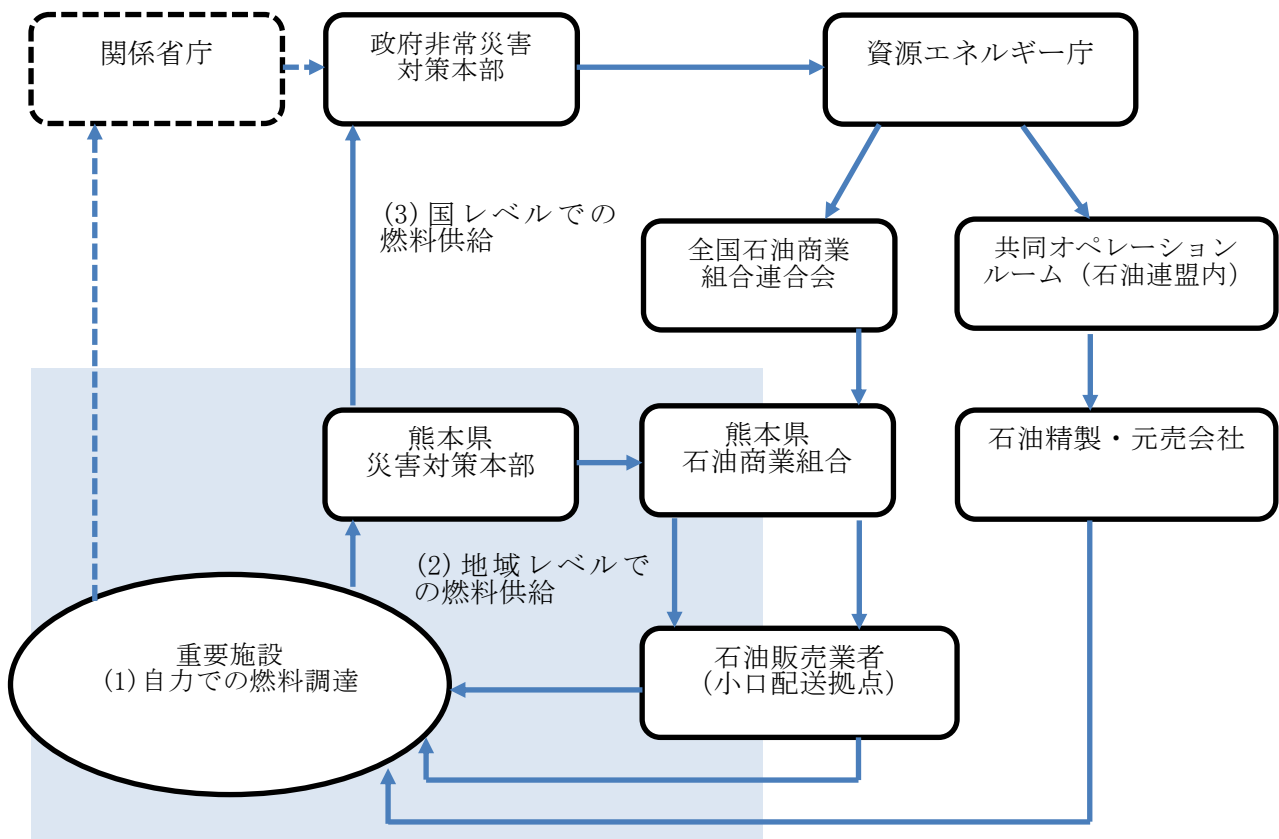 関係省庁
政府非常災害
対策本部
資源エネルギー庁
(3)国レベルでの
燃料供給
全国石油商業
組合連合会
共同オペレーション
ルーム（石油連盟内）
熊本県
災害対策本部
熊本県
石油商業組合
石油精製・元売会社
(2)地域レベルで
の燃料供給
重要施設
(1)自力での燃料調達
石油販売業者
(小口配送拠点)